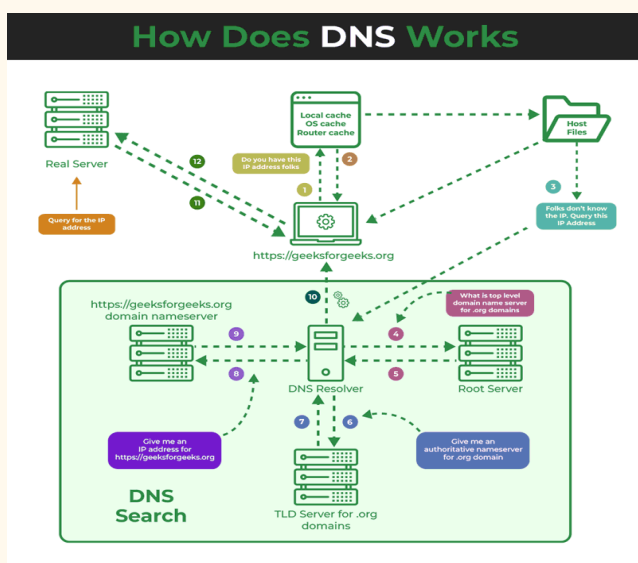 How Does DNS Works
Local cache
OS cache
Router cache
Host
Files
Real Server
12
Do you have this
IP address folks
2
1
3
11
Query for the IP
address
Folks don't know
the IP. Query this
IP Address
https://geeksforgeeks.org
10
What is top level
domain name server
for .org domains
https://geeksforgeeks.org
domain nameserver
9
4
8
5
DNS Resolver
Root Server
7
6
Give me an
IP address for
https://geeksforgeeks.org
Give me an
authoritative nameserver
for .org domain
DNS
Search
TLD Server for .org
domains